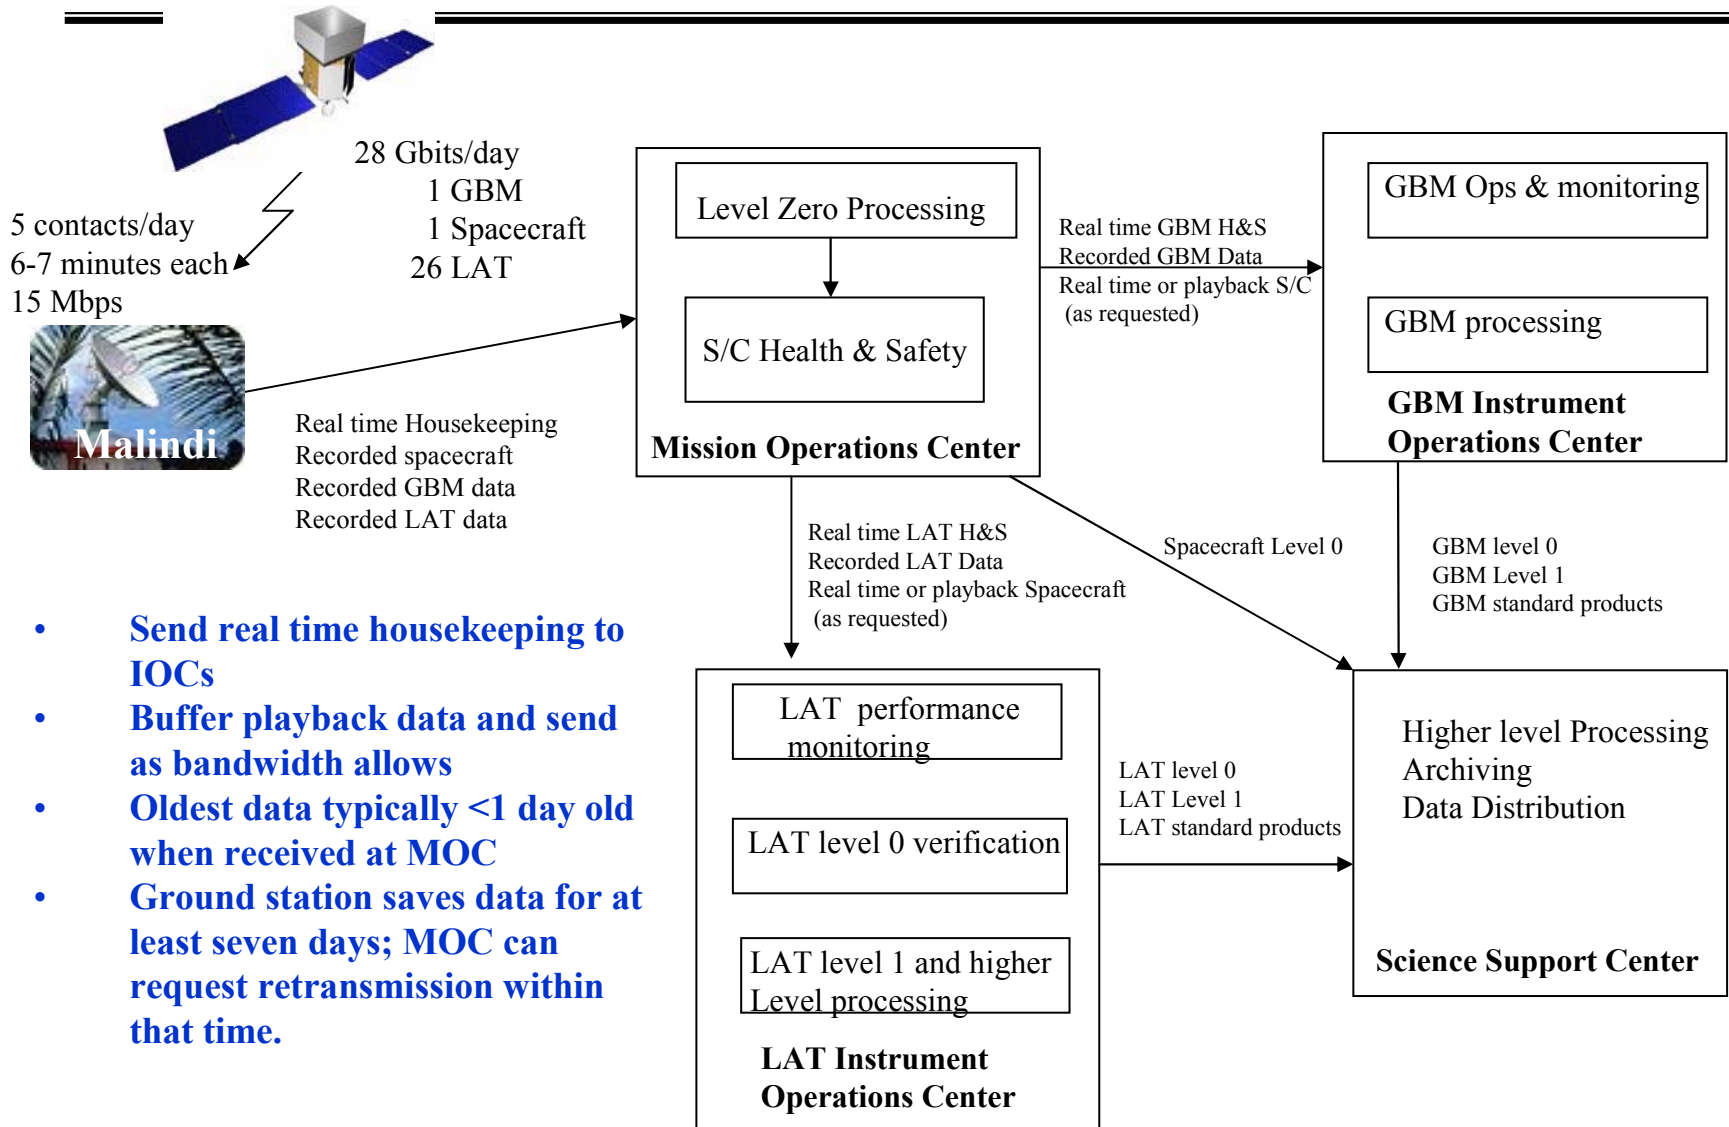 28 Gbits/day
1 GBM
1 Spacecraft
26 LAT
5 contacts/day
6-7 minutes each
15 Mbps
Malindi
Real time Housekeeping
Recorded spacecraft
Recorded GBM data
Recorded LAT data
Level Zero Processing
S/C Health & Safety
Mission Operations Center
Real time GBM H&S
Recorded GBM Data
Real time or playback S/C
(as requested)
GBM Ops & monitoring
GBM processing
GBM Instrument
Operations Center
Real time LAT H&S
Recorded LAT Data
Real time or playback Spacecraft
(as requested)
Spacecraft Level 0
GBM level 0
GBM Level 1
GBM standard products
• Send real time housekeeping to
IOCs
• Buffer playback data and send
as bandwidth allows
• Oldest data typically <1 day old
when received at MOC
• Ground station saves data for at
least seven days; MOC can
request retransmission within
that time.
LAT performance
monitoring
LAT level 0 verification
LAT level 1 and higher
Level processing
LAT Instrument
Operations Center
LAT level 0
LAT Level 1
LAT standard products
Higher level Processing
Archiving
Data Distribution
Science Support Center